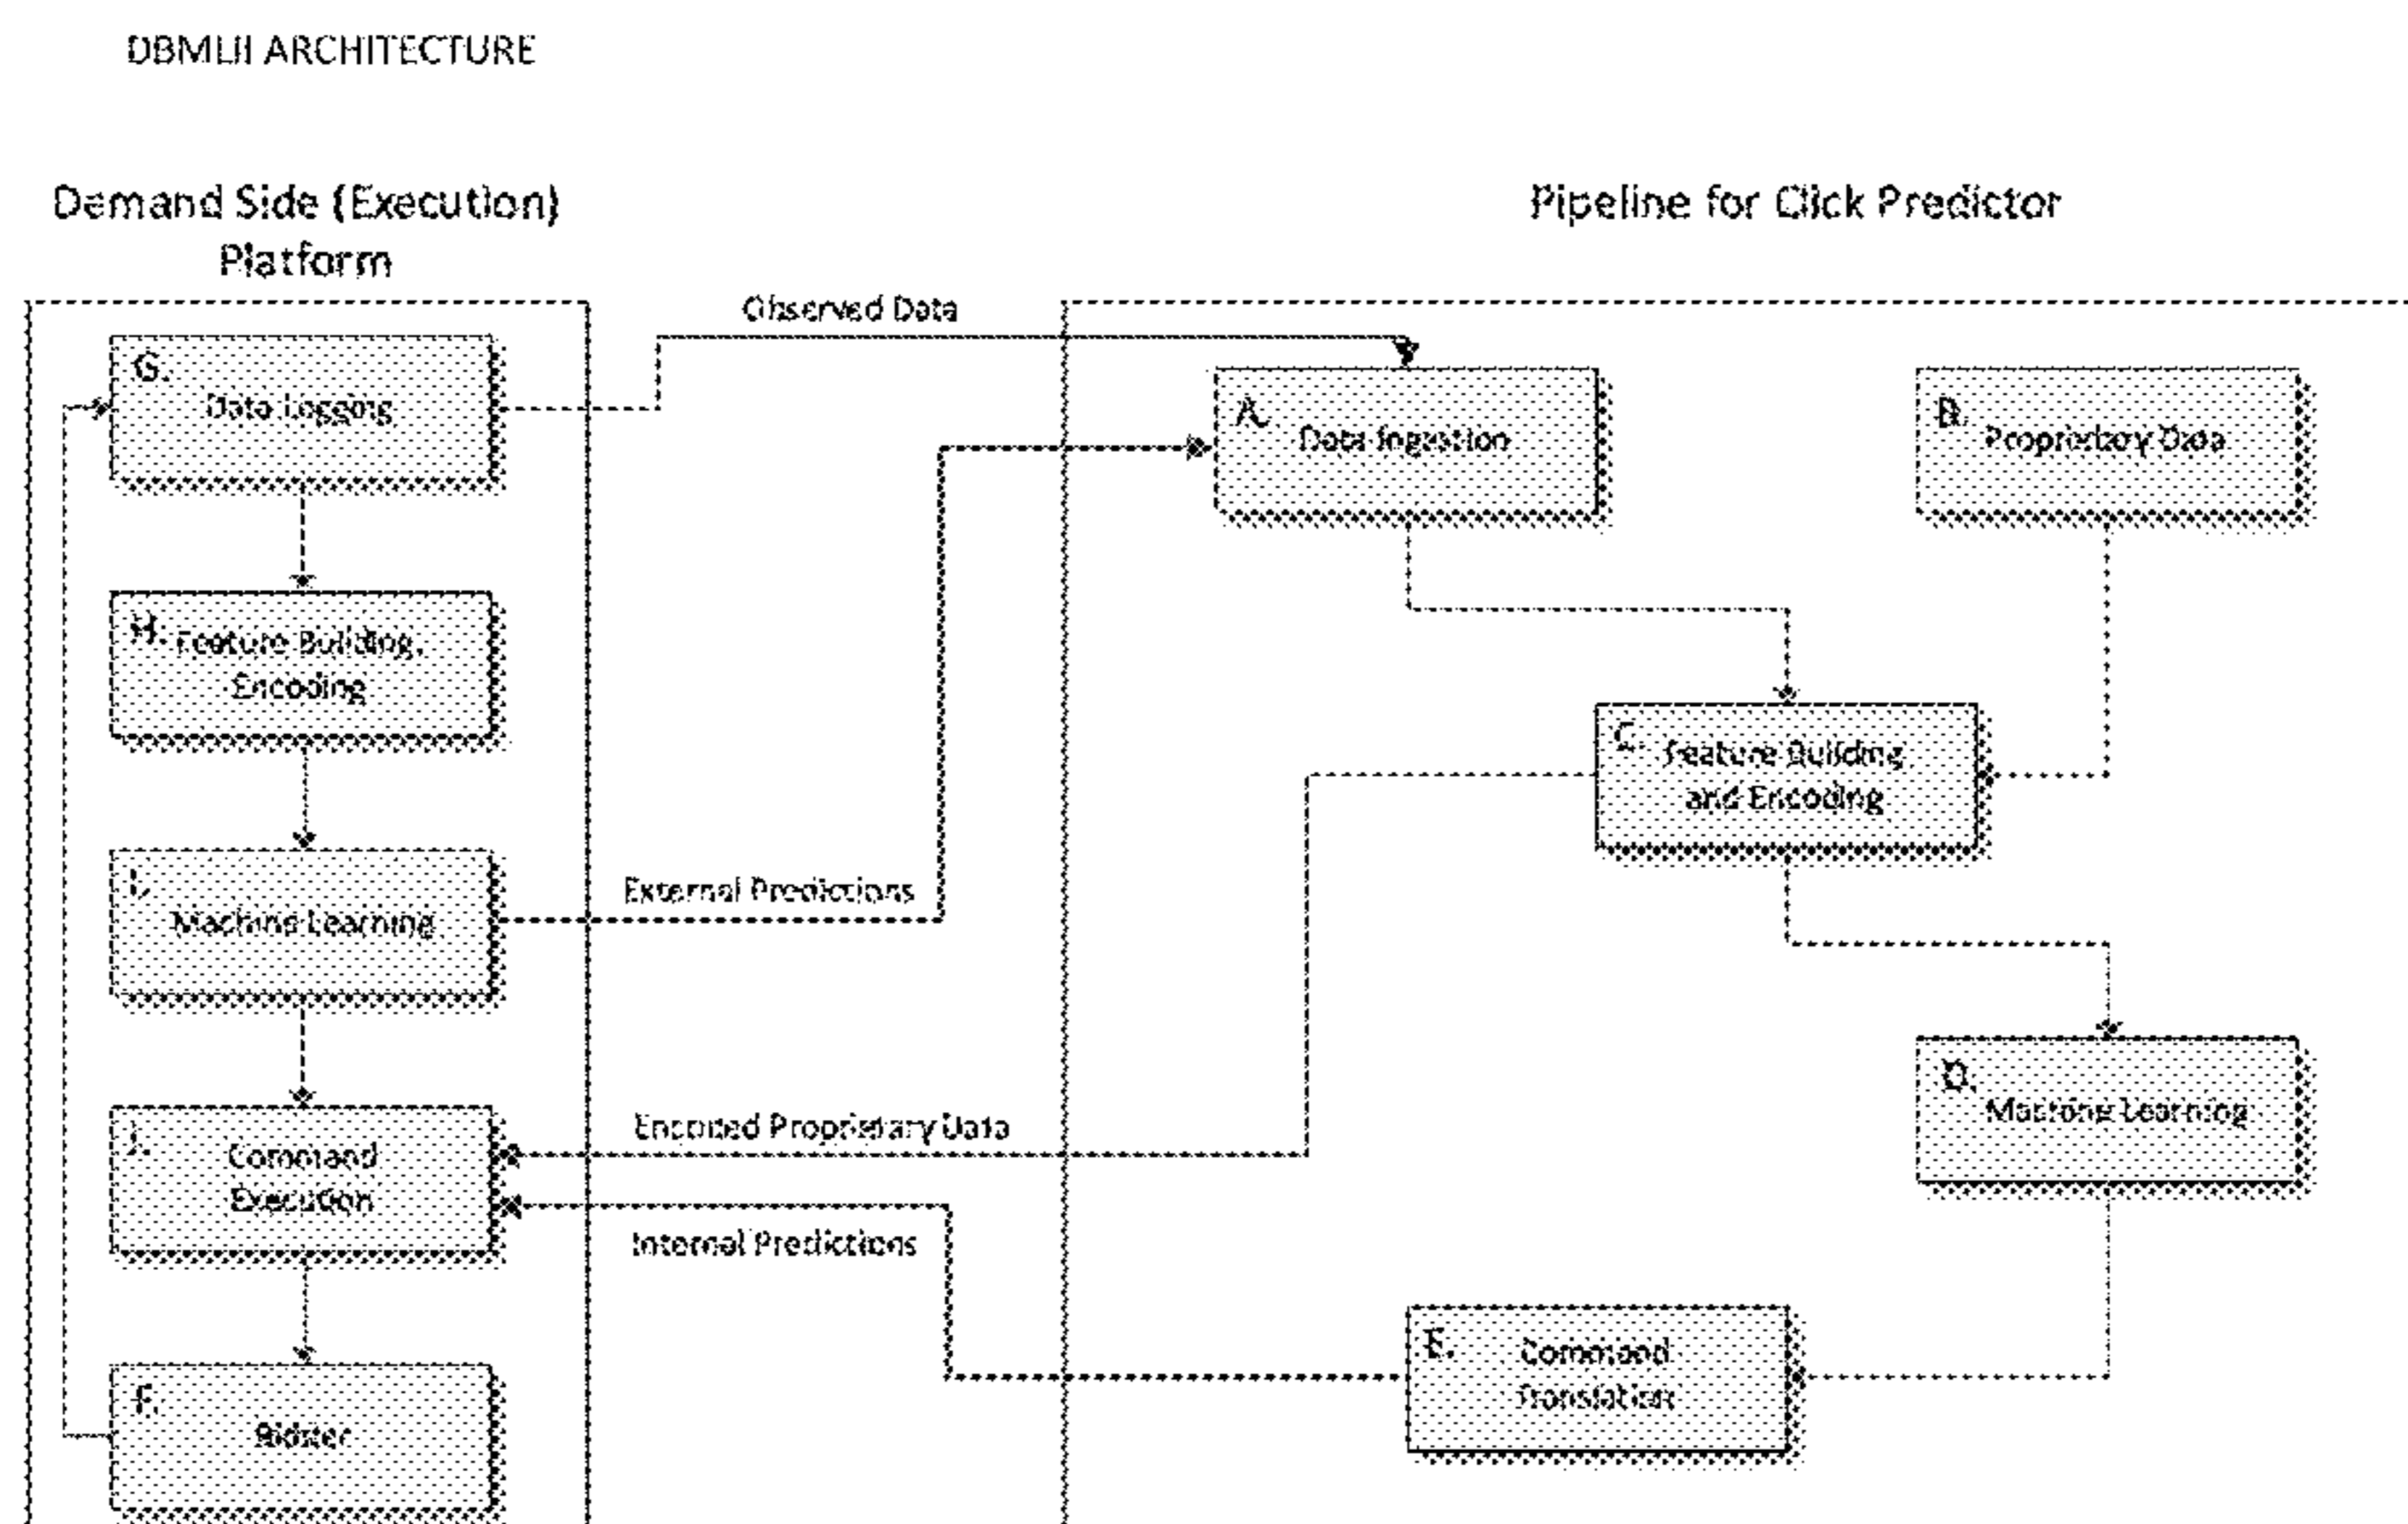 DBMLII ARCHITECTURE
Demand Side (Execution)
Platform
Pipeline for Click Predictor
Observed Data
G.
Data Logging
A.
Data Ingestion
B.
Proprietary Data
H. Feature Building,
Encoding
C.
Feature Building
and Encoding
I.
Machine Learning
External Predictions
D.
Machine Learning
J.
Command
Execution
Encoded Proprietary Data
Internal Predictions
E.
Command
Translation
F.
Bidder